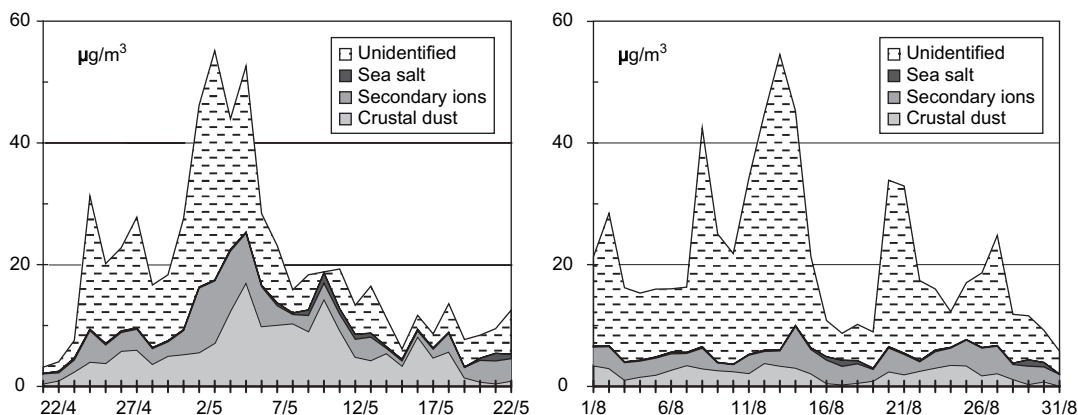 60
40
20
0
µg/m³
Unidentified
Sea salt
Secondary ions
Crustal dust
22/4 27/4 2/5 7/5 12/5 17/5 22/5
60
40
20
0
µg/m³
Unidentified
Sea salt
Secondary ions
Crustal dust
1/8 6/8 11/8 16/8 21/8 26/8 31/8